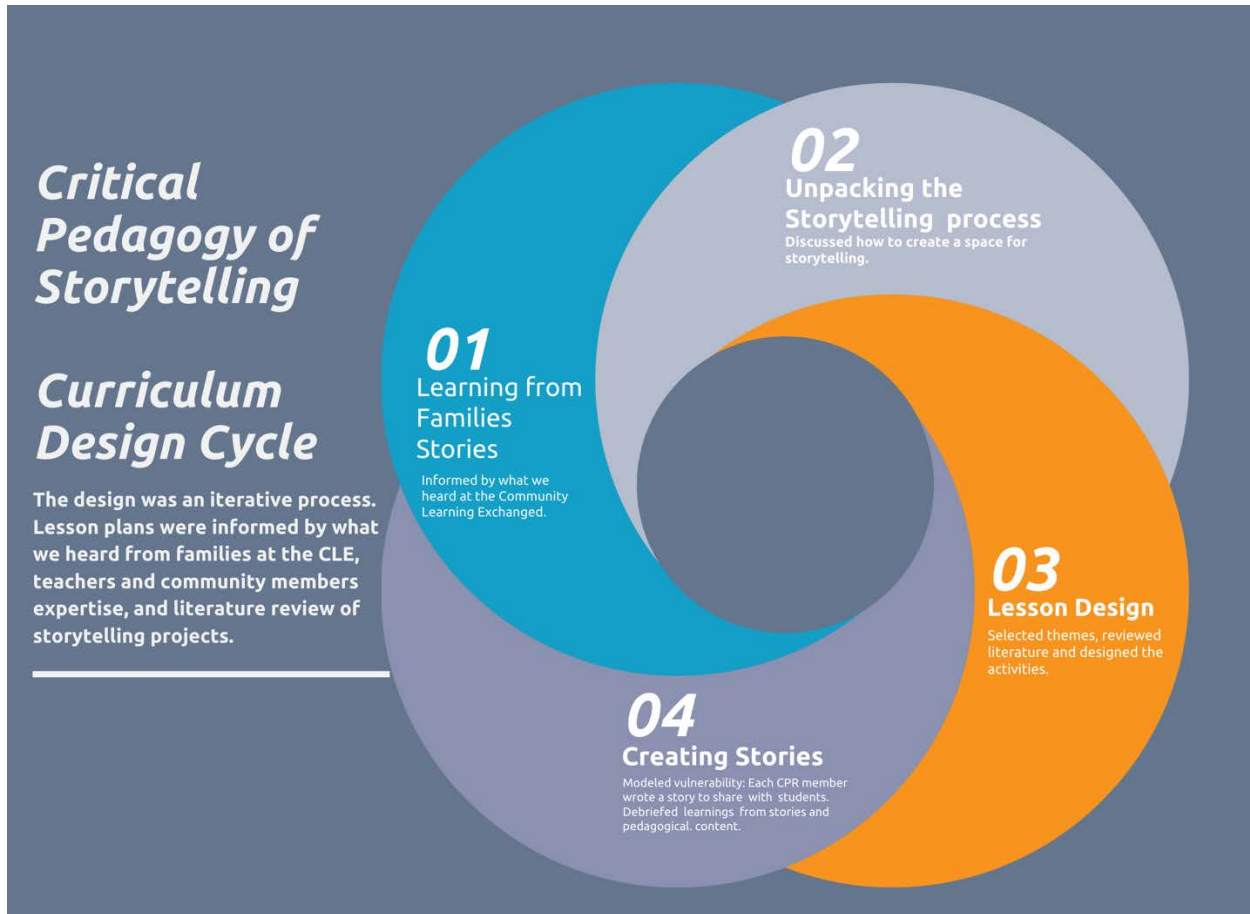 Critical
Pedagogy of
Storytelling
Curriculum
Design Cycle
The design was an iterative process.
Lesson plans were informed by what
we heard from families at the CLE,
teachers and community members
expertise, and literature review of
storytelling projects.
01
Learning from
Families
Stories
Informed by what we
heard at the Community
Learning Exchanged.
02
Unpacking the
Storytelling process
Discussed how to create a space for
storytelling.
03
Lesson Design
Selected themes, reviewed
literature and designed the
activities.
04
Creating Stories
Modeled vulnerability: Each CPR member
wrote a story to share with students.
Debriefed learnings from stories and
pedagogical. content.